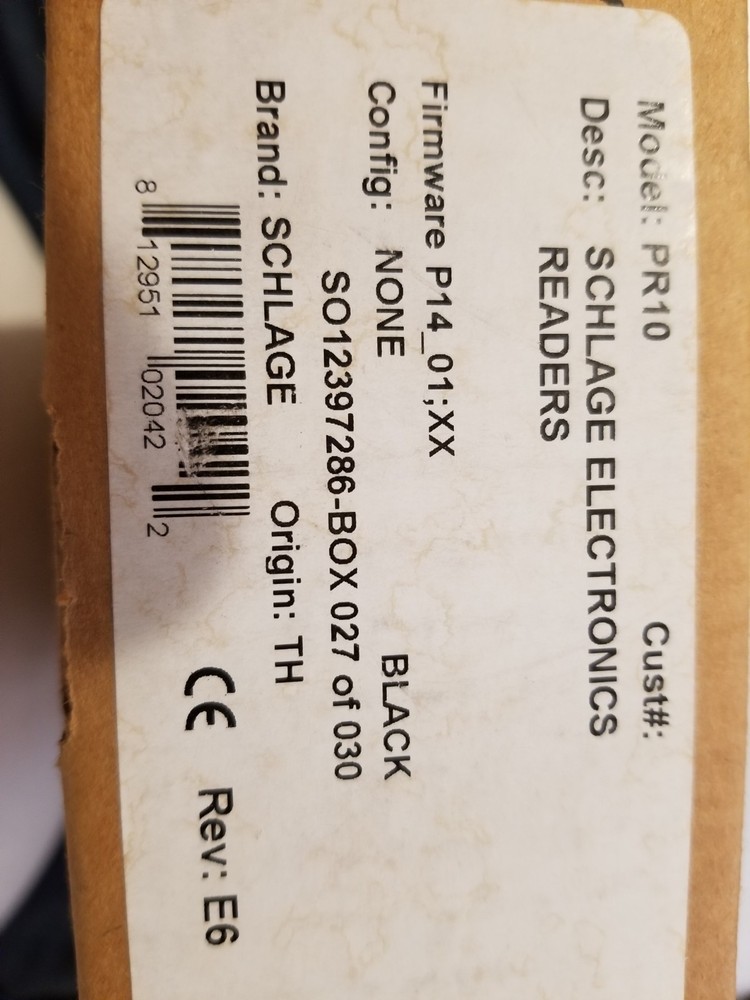 Model: PR10 Cust#:
Desc: SCHLAGE ELECTRONICS
READERS
Firmware P14_01;XX
Config: NONE BLACK
SO12397286-BOX 027 of 030
Brand: SCHLAGE Origin: TH
CE Rev: E6
8 12951 02042 2